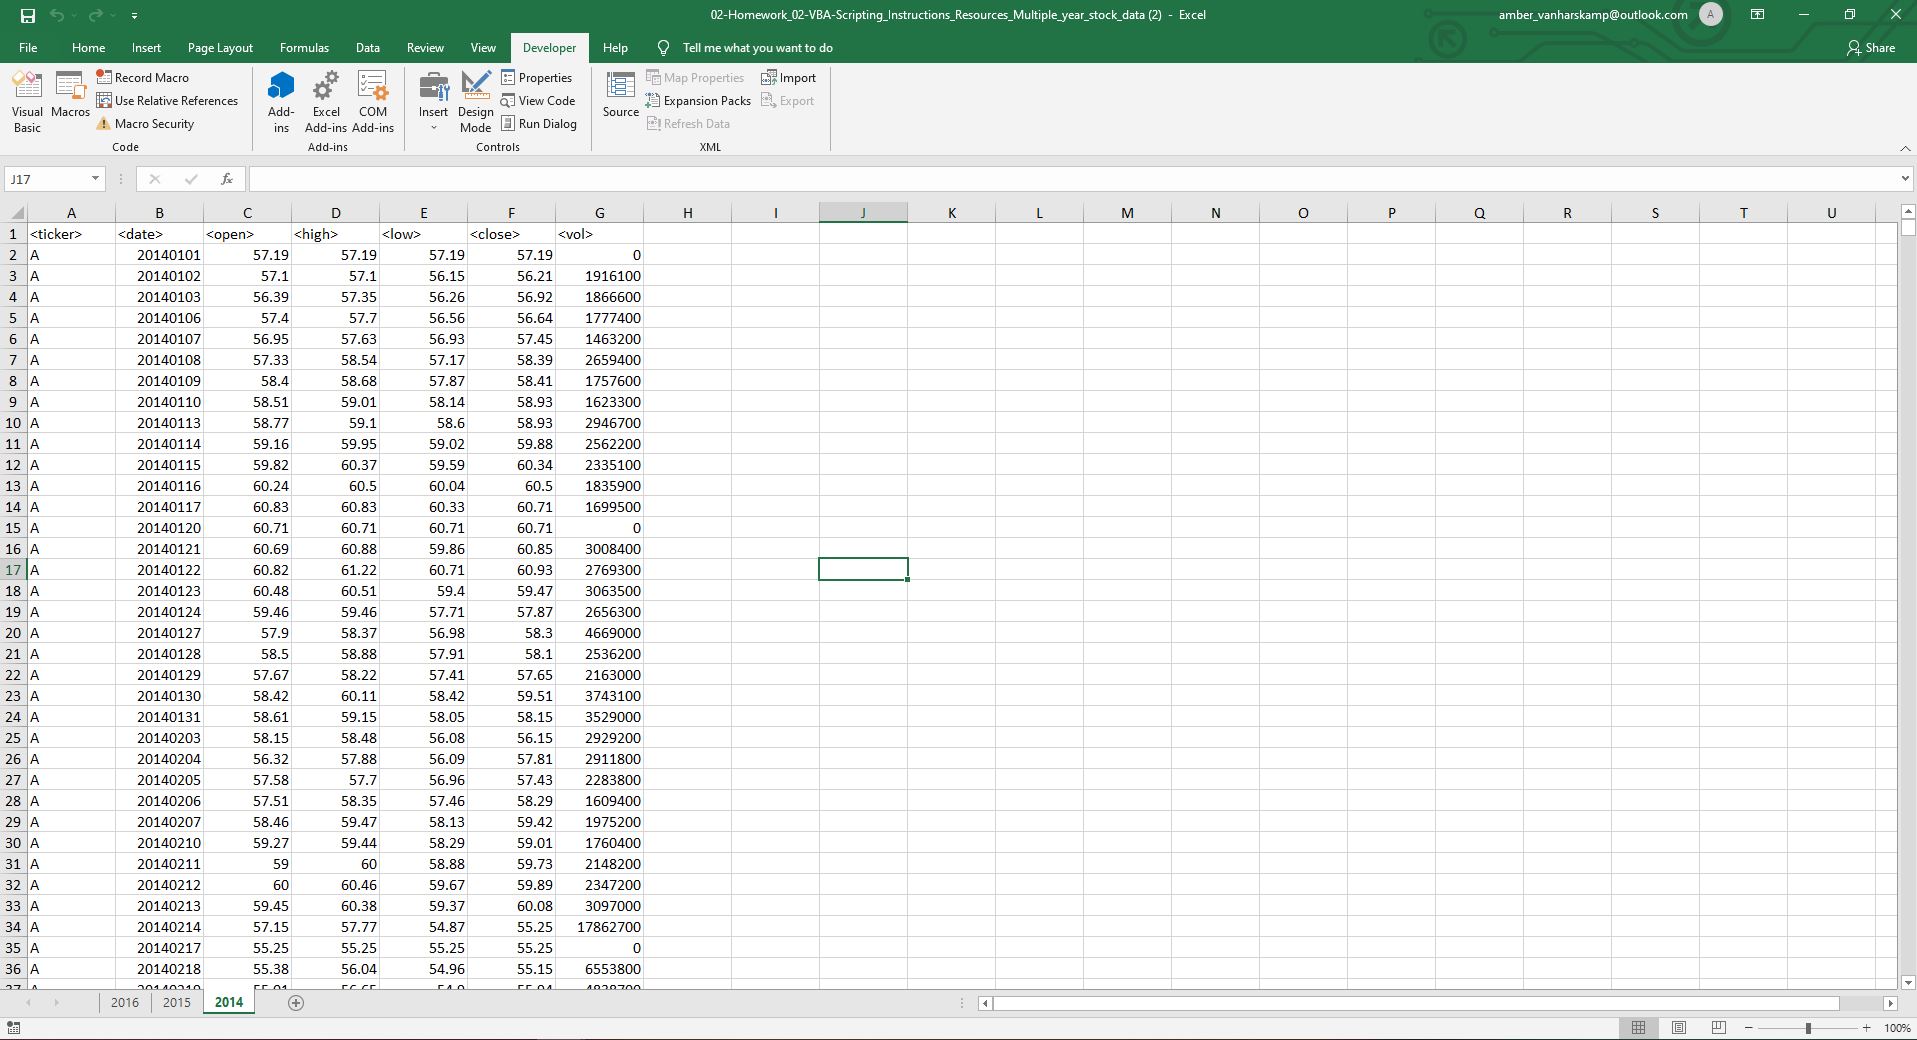 02-Homework_02-VBA-Scripting_Instructions_Resources_Multiple_year_stock_data (2) - Excel
amber_vanharskamp@outlook.com A
File Home Insert Page Layout Formulas Data Review View Developer Help Tell me what you want to do Share
Visual Basic
Macros
Record Macro
Use Relative References
Macro Security
Code
Add-ins
Excel Add-ins
COM Add-ins
Add-ins
Insert
Design Mode
Properties
View Code
Run Dialog
Controls
Source
Map Properties
Expansion Packs
Refresh Data
Import
Export
XML
J17 fx
A B C D E F G H I J K L M N O P Q R S T U
1 <ticker> <date> <open> <high> <low> <close> <vol>
2 A 20140101 57.19 57.19 57.19 57.19 0
3 A 20140102 57.1 57.1 56.15 56.21 1916100
4 A 20140103 56.39 57.35 56.26 56.92 1866600
5 A 20140106 57.4 57.7 56.56 56.64 1777400
6 A 20140107 56.95 57.63 56.93 57.45 1463200
7 A 20140108 57.33 58.54 57.17 58.39 2659400
8 A 20140109 58.4 58.68 57.87 58.41 1757600
9 A 20140110 58.51 59.01 58.14 58.93 1623300
10 A 20140113 58.77 59.1 58.6 58.93 2946700
11 A 20140114 59.16 59.95 59.02 59.88 2562200
12 A 20140115 59.82 60.37 59.59 60.34 2335100
13 A 20140116 60.24 60.5 60.04 60.5 1835900
14 A 20140117 60.83 60.83 60.33 60.71 1699500
15 A 20140120 60.71 60.71 60.71 60.71 0
16 A 20140121 60.69 60.88 59.86 60.85 3008400
17 A 20140122 60.82 61.22 60.71 60.93 2769300
18 A 20140123 60.48 60.51 59.4 59.47 3063500
19 A 20140124 59.46 59.46 57.71 57.87 2656300
20 A 20140127 57.9 58.37 56.98 58.3 4669000
21 A 20140128 58.5 58.88 57.91 58.1 2536200
22 A 20140129 57.67 58.22 57.41 57.65 2163000
23 A 20140130 58.42 60.11 58.42 59.51 3743100
24 A 20140131 58.61 59.15 58.05 58.15 3529000
25 A 20140203 58.15 58.48 56.08 56.15 2929200
26 A 20140204 56.32 57.88 56.09 57.81 2911800
27 A 20140205 57.58 57.7 56.96 57.43 2283800
28 A 20140206 57.51 58.35 57.46 58.29 1609400
29 A 20140207 58.46 59.47 58.13 59.42 1975200
30 A 20140210 59.27 59.44 58.29 59.01 1760400
31 A 20140211 59 60 58.88 59.73 2148200
32 A 20140212 60 60.46 59.67 59.89 2347200
33 A 20140213 59.45 60.38 59.37 60.08 3097000
34 A 20140214 57.15 57.77 54.87 55.25 17862700
35 A 20140217 55.25 55.25 55.25 55.25 0
36 A 20140218 55.38 56.04 54.96 55.15 6553800
2016 2015 2014
100%